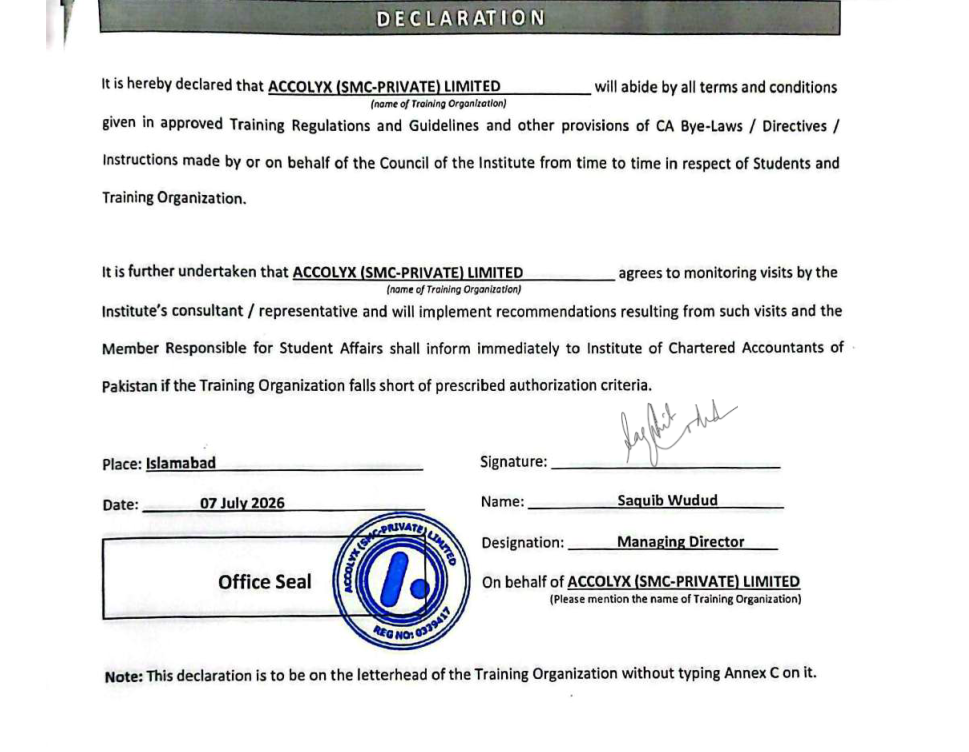 DECLARATION
It is hereby declared that ACCOLYX (SMC-PRIVATE) LIMITED will abide by all terms and conditions
(name of Training Organization)
given in approved Training Regulations and Guidelines and other provisions of CA Bye-Laws / Directives /
Instructions made by or on behalf of the Council of the Institute from time to time in respect of Students and
Training Organization.
It is further undertaken that ACCOLYX (SMC-PRIVATE) LIMITED agrees to monitoring visits by the
(name of Training Organization)
Institute's consultant / representative and will implement recommendations resulting from such visits and the
Member Responsible for Student Affairs shall inform immediately to Institute of Chartered Accountants of
Pakistan if the Training Organization falls short of prescribed authorization criteria.
Place: Islamabad
Signature:
Date: 07 July 2026
Name: Saquib Wudud
Designation: Managing Director
Office Seal
ACCOLYX (SMC-PRIVATE) LIMITED
REG NO: 0339417
On behalf of ACCOLYX (SMC-PRIVATE) LIMITED
(Please mention the name of Training Organization)
Note: This declaration is to be on the letterhead of the Training Organization without typing Annex C on it.